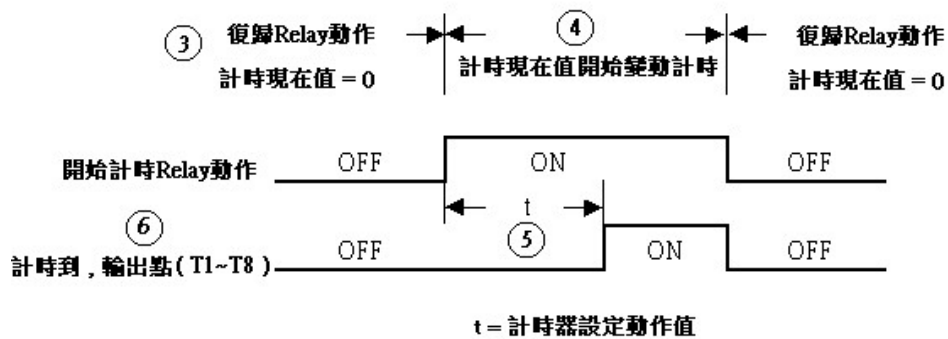 ③ 復歸Relay動作
計時現在值 = 0
④
計時現在值開始變動計時
復歸Relay動作
計時現在值 = 0
開始計時Relay動作 OFF ON OFF
t
⑤
⑥
計時到 , 輸出點 ( T1~T8 ) OFF ON OFF
t = 計時器設定動作值